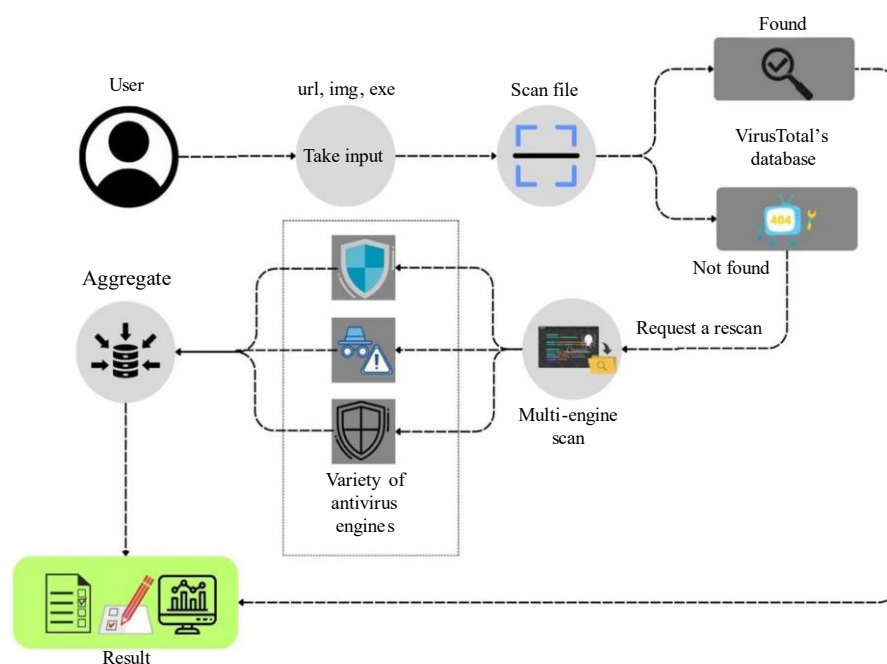 Found
User
url, img, exe
Scan file
Take input
VirusTotal's
database
404
Not found
Aggregate
Request a rescan
Multi-engine
scan
Variety of
antivirus
engines
Result